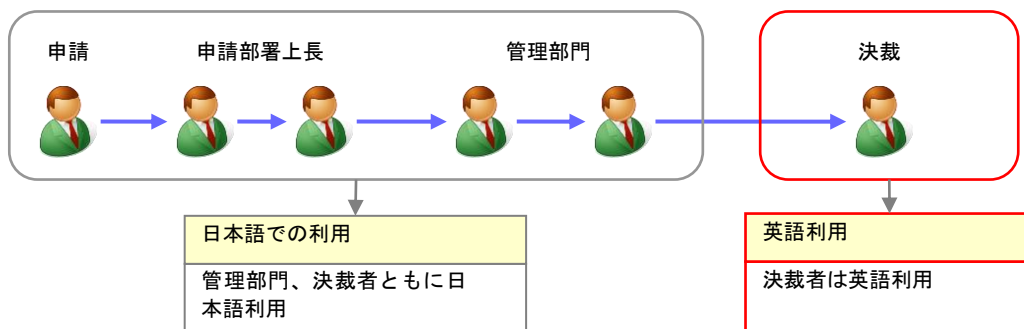 申請
申請部署上長
管理部門
決裁
日本語での利用
管理部門、決裁者ともに日
本語利用
英語利用
決裁者は英語利用